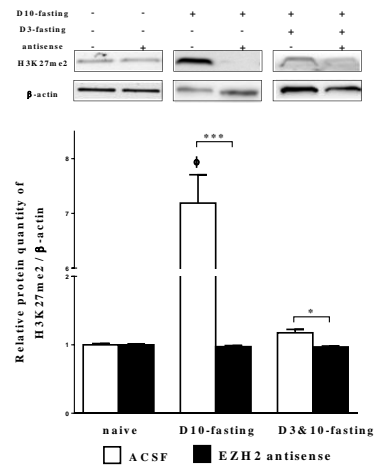 D10-fasting - - + + + +
D3-fasting - - - - + +
antisense - + - + - +
H3K27me2
β-actin
Relative protein quantity of
H3K27me2 / β-actin
8
7
6
2
1
0
ϕ
***
*
naive D10-fasting D3&10-fasting
ACSF EZH2 antisense